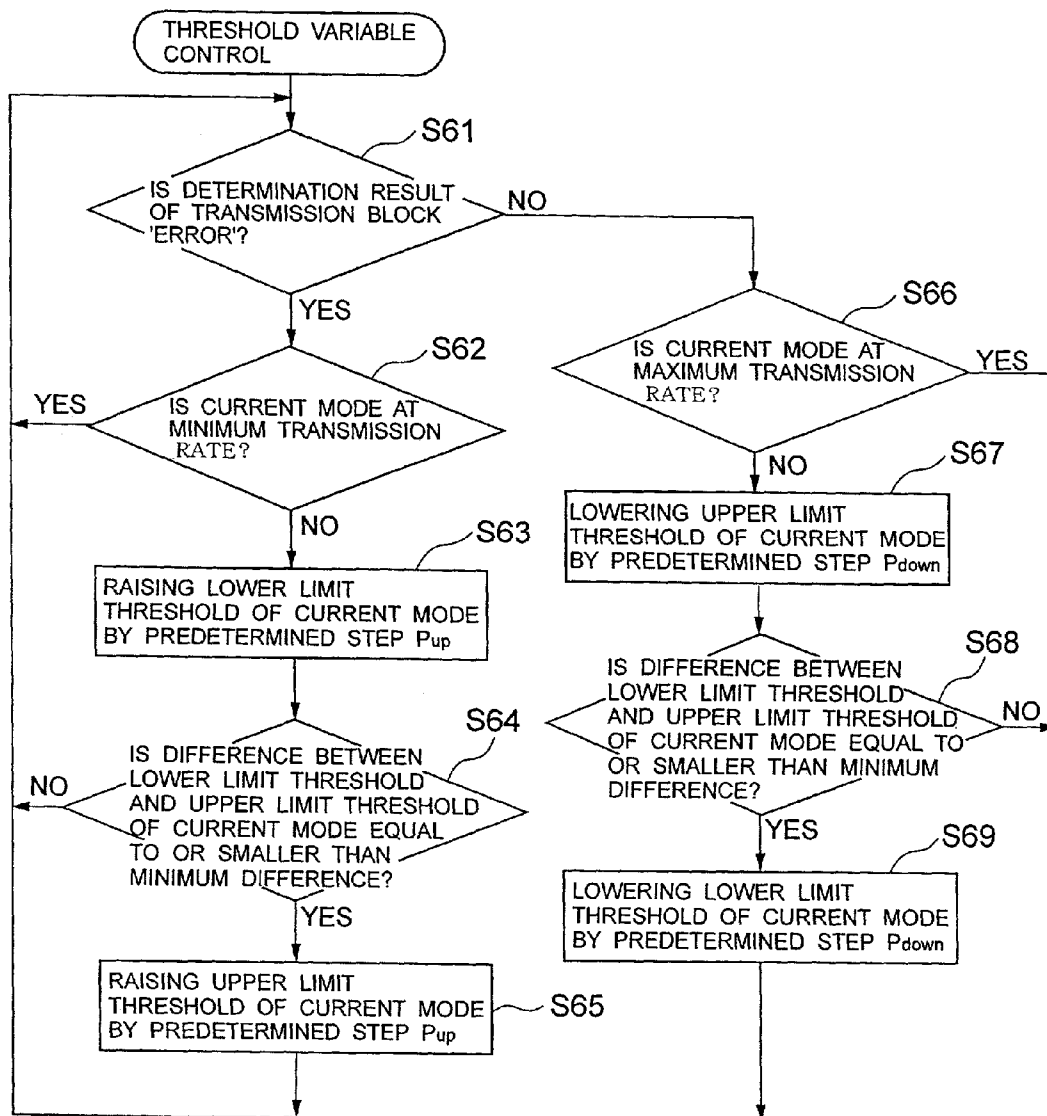 THRESHOLD VARIABLE
CONTROL
S61
IS DETERMINATION RESULT
OF TRANSMISSION BLOCK
'ERROR'?
NO
YES
S62
IS CURRENT MODE AT
MINIMUM TRANSMISSION
RATE?
YES
NO
S63
RAISING LOWER LIMIT
THRESHOLD OF CURRENT MODE
BY PREDETERMINED STEP Pup
S64
IS DIFFERENCE BETWEEN
LOWER LIMIT THRESHOLD
AND UPPER LIMIT THRESHOLD
OF CURRENT MODE EQUAL
TO OR SMALLER THAN
MINIMUM DIFFERENCE?
NO
YES
RAISING UPPER LIMIT
THRESHOLD OF CURRENT MODE
BY PREDETERMINED STEP Pup
S65
S66
IS CURRENT MODE AT
MAXIMUM TRANSMISSION
RATE?
YES
NO
S67
LOWERING UPPER LIMIT
THRESHOLD OF CURRENT MODE
BY PREDETERMINED STEP Pdown
S68
IS DIFFERENCE BETWEEN
LOWER LIMIT THRESHOLD
AND UPPER LIMIT THRESHOLD
OF CURRENT MODE EQUAL TO
OR SMALLER THAN MINIMUM
DIFFERENCE?
NO
YES
S69
LOWERING LOWER LIMIT
THRESHOLD OF CURRENT MODE
BY PREDETERMINED STEP Pdown